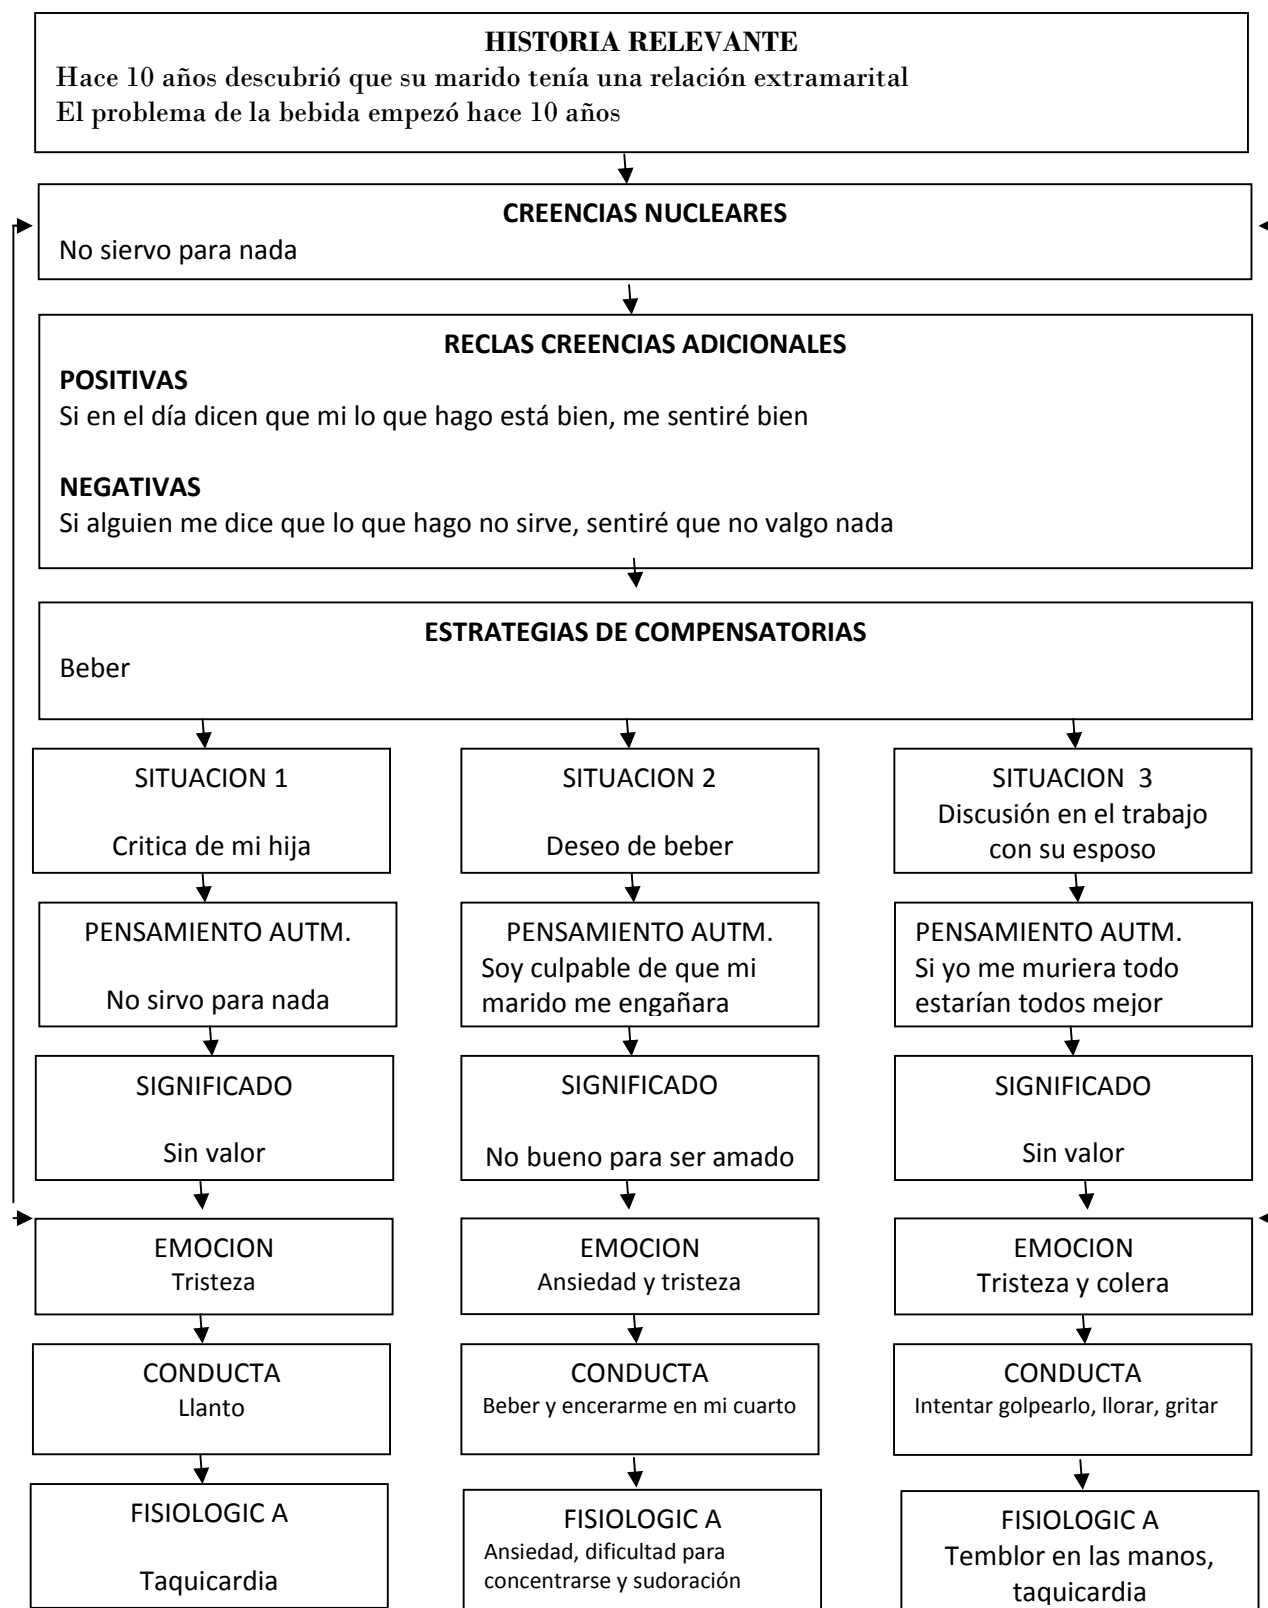 HISTORIA RELEVANTE
Hace 10 años descubrió que su marido tenía una relación extramarital
El problema de la bebida empezó hace 10 años
CREENCIAS NUCLEARES
No siervo para nada
RECLAS CREENCIAS ADICIONALES
POSITIVAS
Si en el día dicen que mi lo que hago está bien, me sentiré bien
NEGATIVAS
Si alguien me dice que lo que hago no sirve, sentiré que no valgo nada
ESTRATEGIAS DE COMPENSATORIAS
Beber
SITUACION 1
Critica de mi hija
SITUACION 2
Deseo de beber
SITUACION 3
Discusión en el trabajo
con su esposo
PENSAMIENTO AUTM.
No sirvo para nada
PENSAMIENTO AUTM.
Soy culpable de que mi
marido me engañara
PENSAMIENTO AUTM.
Si yo me muriera todo
estarían todos mejor
SIGNIFICADO
Sin valor
SIGNIFICADO
No bueno para ser amado
SIGNIFICADO
Sin valor
EMOCION
Tristeza
EMOCION
Ansiedad y tristeza
EMOCION
Tristeza y colera
CONDUCTA
Llanto
CONDUCTA
Beber y encerarme en mi cuarto
CONDUCTA
Intentar golpearlo, llorar, gritar
FISIOLOGIC A
Taquicardia
FISIOLOGIC A
Ansiedad, dificultad para
concentrarse y sudoración
FISIOLOGIC A
Temblor en las manos,
taquicardia